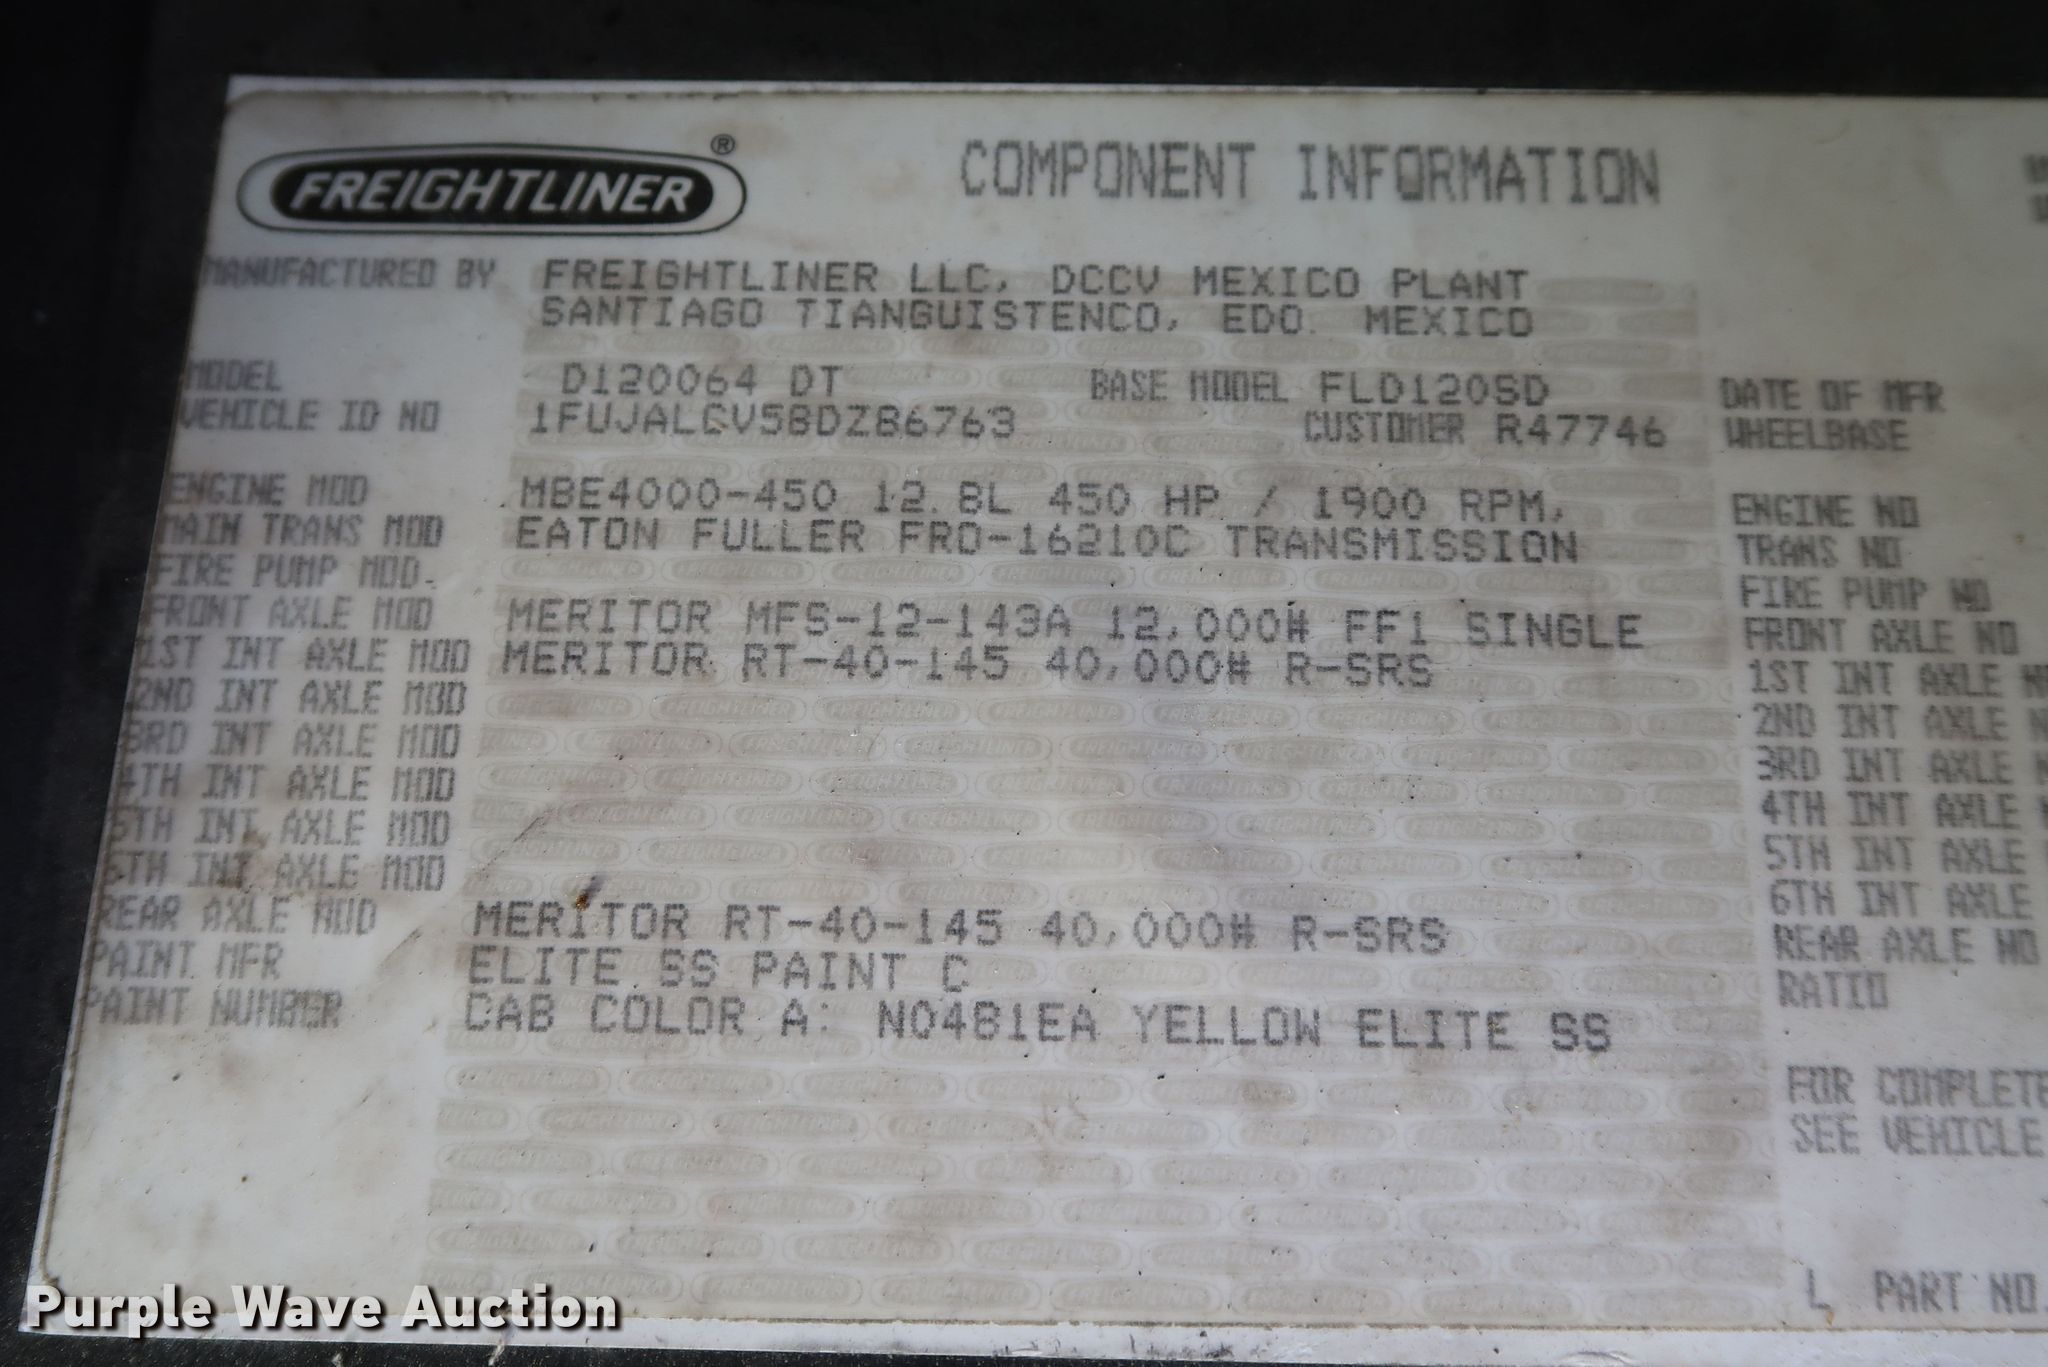 FREIGHTLINER ®
COMPONENT INFORMATION
MANUFACTURED BY FREIGHTLINER LLC, DCCV MEXICO PLANT
SANTIAGO TIANGUISTENCO, EDO. MEXICO
MODEL D120064 DT BASE MODEL FLD120SD DATE OF MFR
VEHICLE ID NO 1FUJALCV58DZ86763 CUSTOMER R47746 WHEELBASE
ENGINE MOD MBE4000-450 12.8L 450 HP / 1900 RPM, ENGINE NO
MAIN TRANS MOD EATON FULLER FRO-16210C TRANSMISSION TRANS NO
FIRE PUMP MOD. FIRE PUMP NO
FRONT AXLE MOD MERITOR MFS-12-143A 12,000# FF1 SINGLE FRONT AXLE NO
1ST INT AXLE MOD MERITOR RT-40-145 40,000# R-SRS 1ST INT AXLE
2ND INT AXLE MOD 2ND INT AXLE
3RD INT AXLE MOD 3RD INT AXLE
4TH INT AXLE MOD 4TH INT AXLE
5TH INT AXLE MOD 5TH INT AXLE
6TH INT AXLE MOD 6TH INT AXLE
REAR AXLE MOD MERITOR RT-40-145 40,000# R-SRS REAR AXLE NO
PAINT MFR ELITE SS PAINT C RATIO
PAINT NUMBER CAB COLOR A: N0481EA YELLOW ELITE SS
FOR COMPLETE
SEE VEHICLE
L PART NO.
Purple Wave Auction